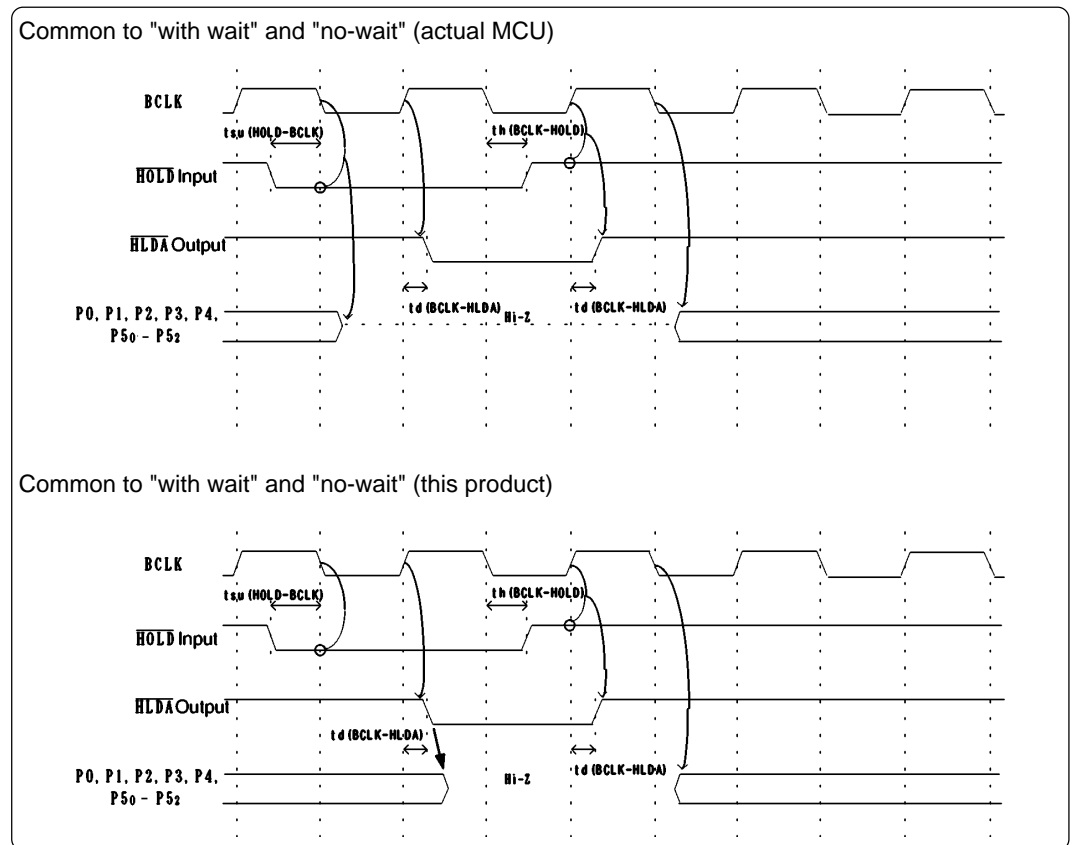 Common to "with wait" and "no-wait" (actual MCU)
BCLK
tsu (HOLD-BCLK)
th (BCLK-HOLD)
HOLD Input
HLDA Output
td (BCLK-HLDA)
Hi-Z
td (BCLK-HLDA)
P0, P1, P2, P3, P4,
P50 - P52
Common to "with wait" and "no-wait" (this product)
BCLK
tsu (HOLD-BCLK)
th (BCLK-HOLD)
HOLD Input
HLDA Output
td (BCLK-HLDA)
Hi-Z
td (BCLK-HLDA)
P0, P1, P2, P3, P4,
P50 - P52